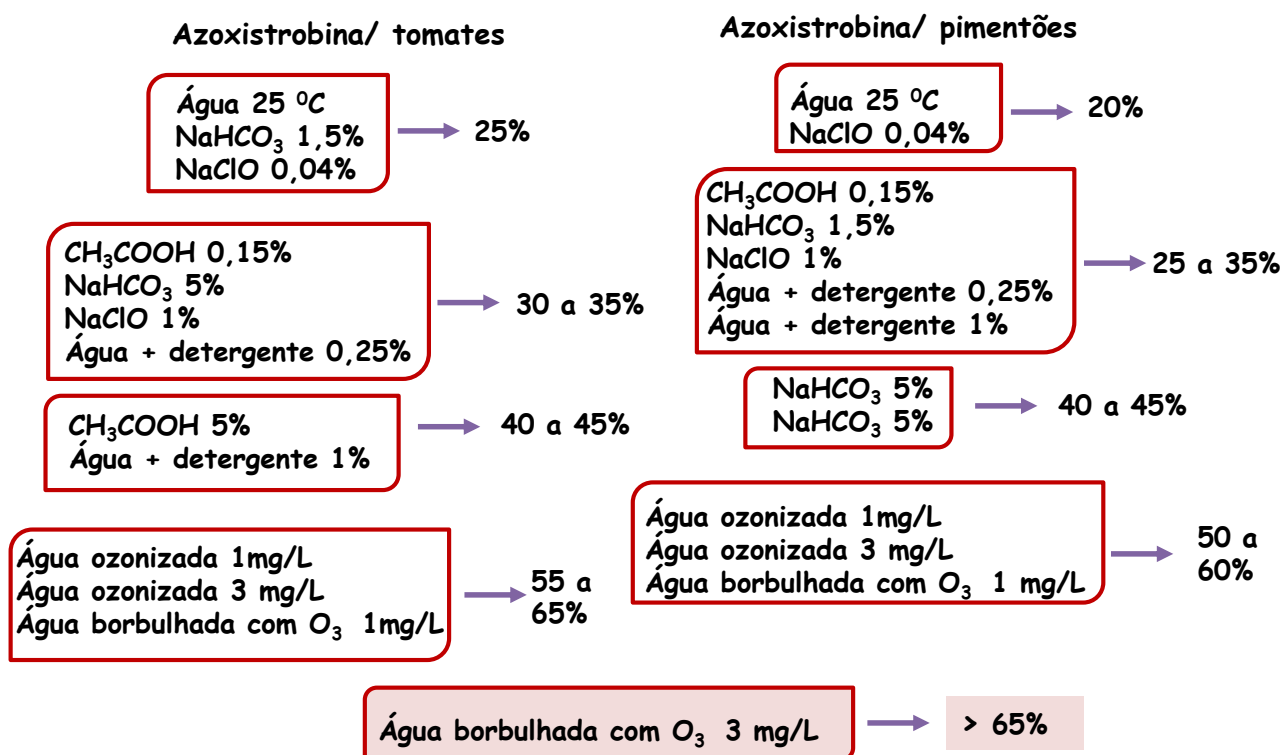 Azoxistrobina/ tomates
Água 25 ⁰C
NaHCO₃ 1,5%
NaClO 0,04%
25%
CH₃COOH 0,15%
NaHCO₃ 5%
NaClO 1%
Água + detergente 0,25%
30 a 35%
CH₃COOH 5%
Água + detergente 1%
40 a 45%
Água ozonizada 1mg/L
Água ozonizada 3 mg/L
Água borbulhada com O₃ 1mg/L
55 a
65%
Azoxistrobina/ pimentões
Água 25 ⁰C
NaClO 0,04%
20%
CH₃COOH 0,15%
NaHCO₃ 1,5%
NaClO 1%
Água + detergente 0,25%
Água + detergente 1%
25 a 35%
NaHCO₃ 5%
NaHCO₃ 5%
40 a 45%
Água ozonizada 1mg/L
Água ozonizada 3 mg/L
Água borbulhada com O₃ 1 mg/L
50 a
60%
Água borbulhada com O₃ 3 mg/L
> 65%